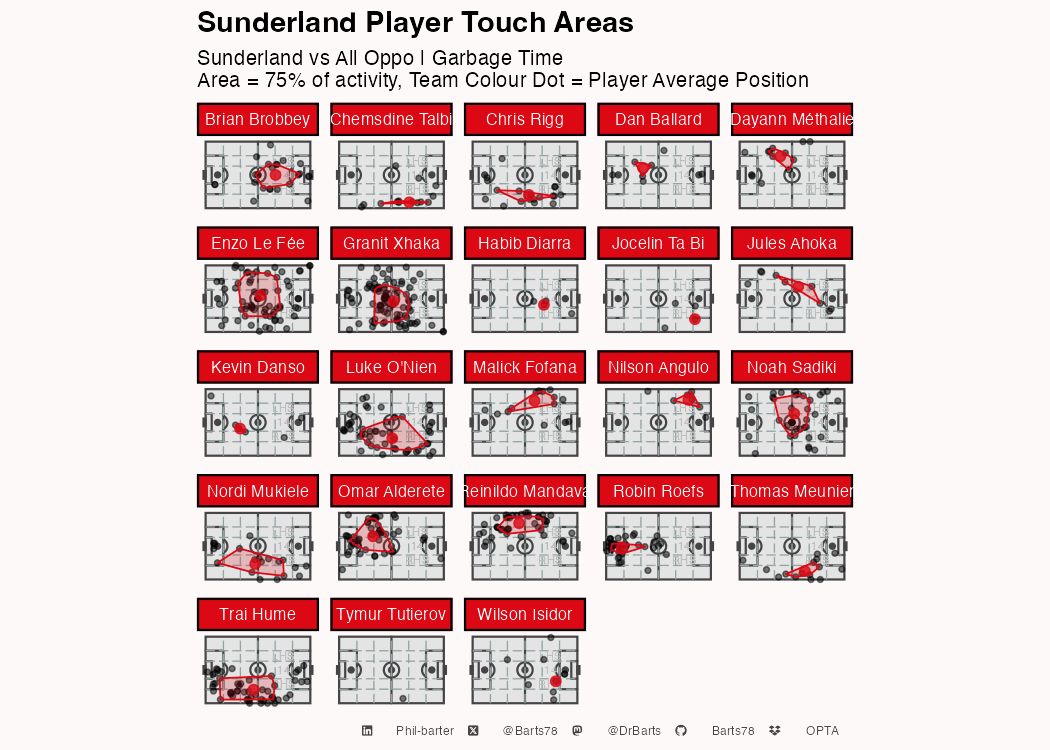 Sunderland Player Touch Areas
Sunderland vs All Oppo | Garbage Time
Area = 75% of activity, Team Colour Dot = Player Average Position
Brian Brobbey
Chemsdine Talbi
Chris Rigg
Dan Ballard
Dayann Méthalie
Enzo Le Fée
Granit Xhaka
Habib Diarra
Jocelin Ta Bi
Jules Ahoka
Kevin Danso
Luke O'Nien
Malick Fofana
Nilson Angulo
Noah Sadiki
Nordi Mukiele
Omar Alderete
Reinildo Mandava
Robin Roefs
Thomas Meunier
Trai Hume
Tymur Tutierov
Wilson Isidor
Phil-barter @Barts78 @DrBarts Barts78 OPTA